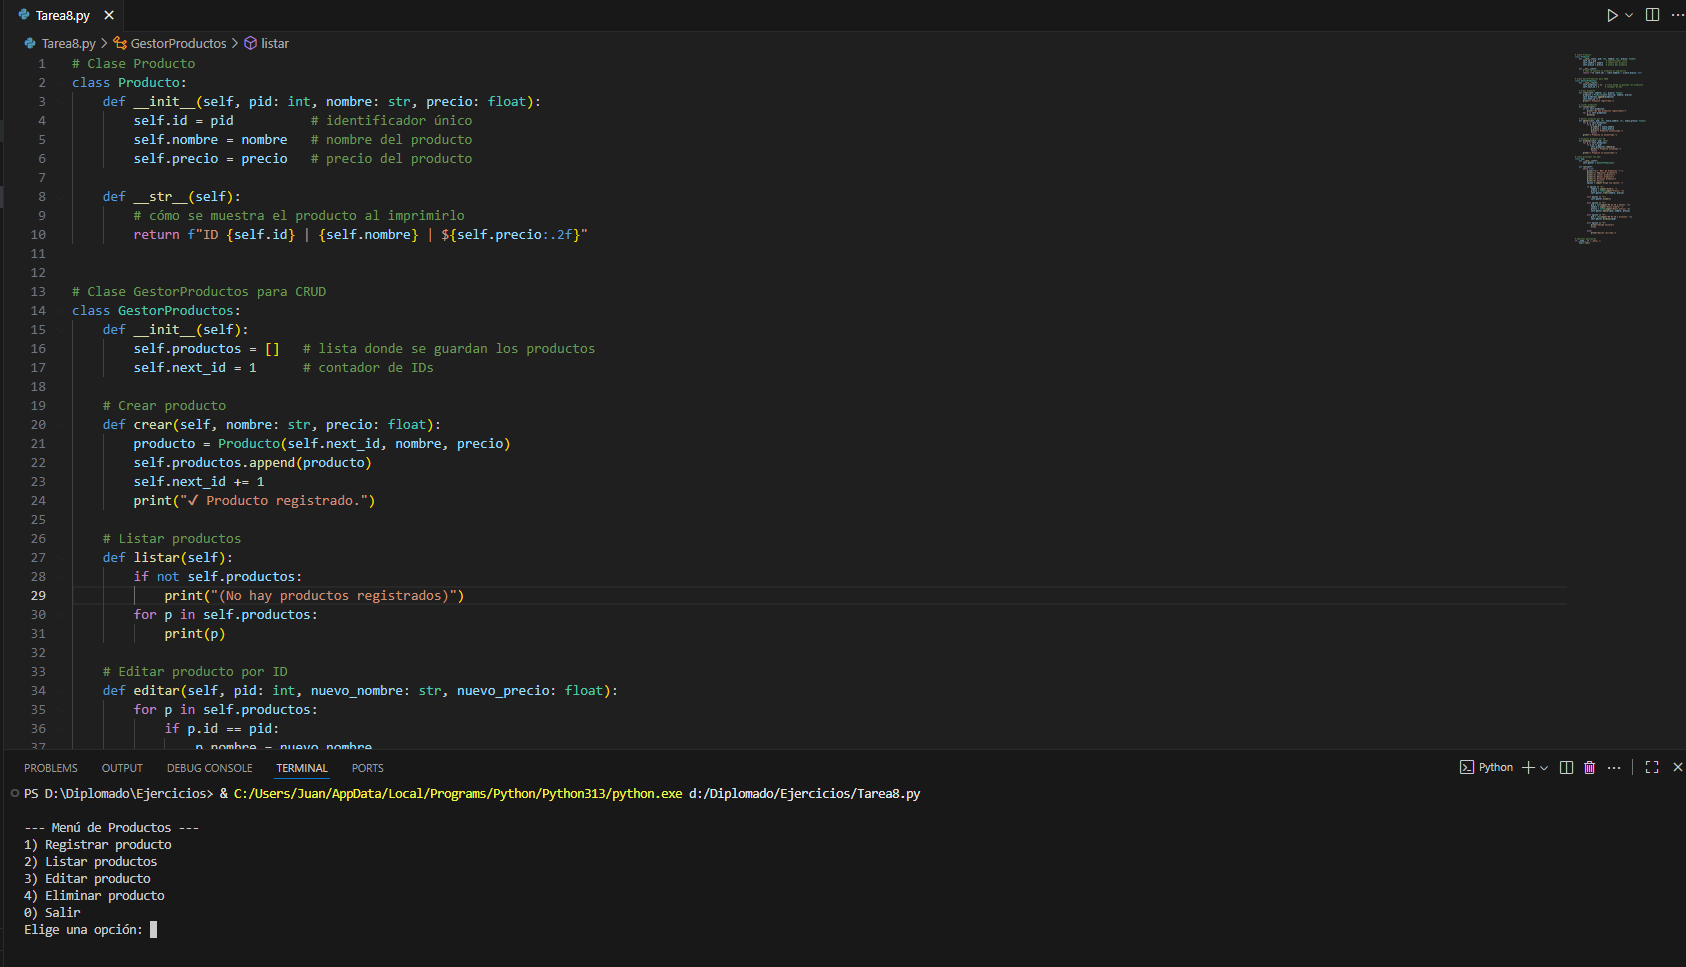 Tarea8.py
Tarea8.py > GestorProductos > listar
1 # Clase Producto
2 class Producto:
3     def __init__(self, pid: int, nombre: str, precio: float):
4         self.id = pid          # identificador único
5         self.nombre = nombre   # nombre del producto
6         self.precio = precio   # precio del producto
7
8     def __str__(self):
9         # cómo se muestra el producto al imprimirlo
10         return f"ID {self.id} | {self.nombre} | ${self.precio:.2f}"
11
12
13 # Clase GestorProductos para CRUD
14 class GestorProductos:
15     def __init__(self):
16         self.productos = []   # lista donde se guardan los productos
17         self.next_id = 1      # contador de IDs
18
19     # Crear producto
20     def crear(self, nombre: str, precio: float):
21         producto = Producto(self.next_id, nombre, precio)
22         self.productos.append(producto)
23         self.next_id += 1
24         print("✓ Producto registrado.")
25
26     # Listar productos
27     def listar(self):
28         if not self.productos:
29             print("(No hay productos registrados)")
30         for p in self.productos:
31             print(p)
32
33     # Editar producto por ID
34     def editar(self, pid: int, nuevo_nombre: str, nuevo_precio: float):
35         for p in self.productos:
36             if p.id == pid:
37                 p.nombre = nuevo_nombre
PROBLEMS OUTPUT DEBUG CONSOLE TERMINAL PORTS
Python
PS D:\Diplomado\Ejercicios> & C:/Users/Juan/AppData/Local/Programs/Python/Python313/python.exe d:/Diplomado/Ejercicios/Tarea8.py
--- Menú de Productos ---
1) Registrar producto
2) Listar productos
3) Editar producto
4) Eliminar producto
0) Salir
Elige una opción: